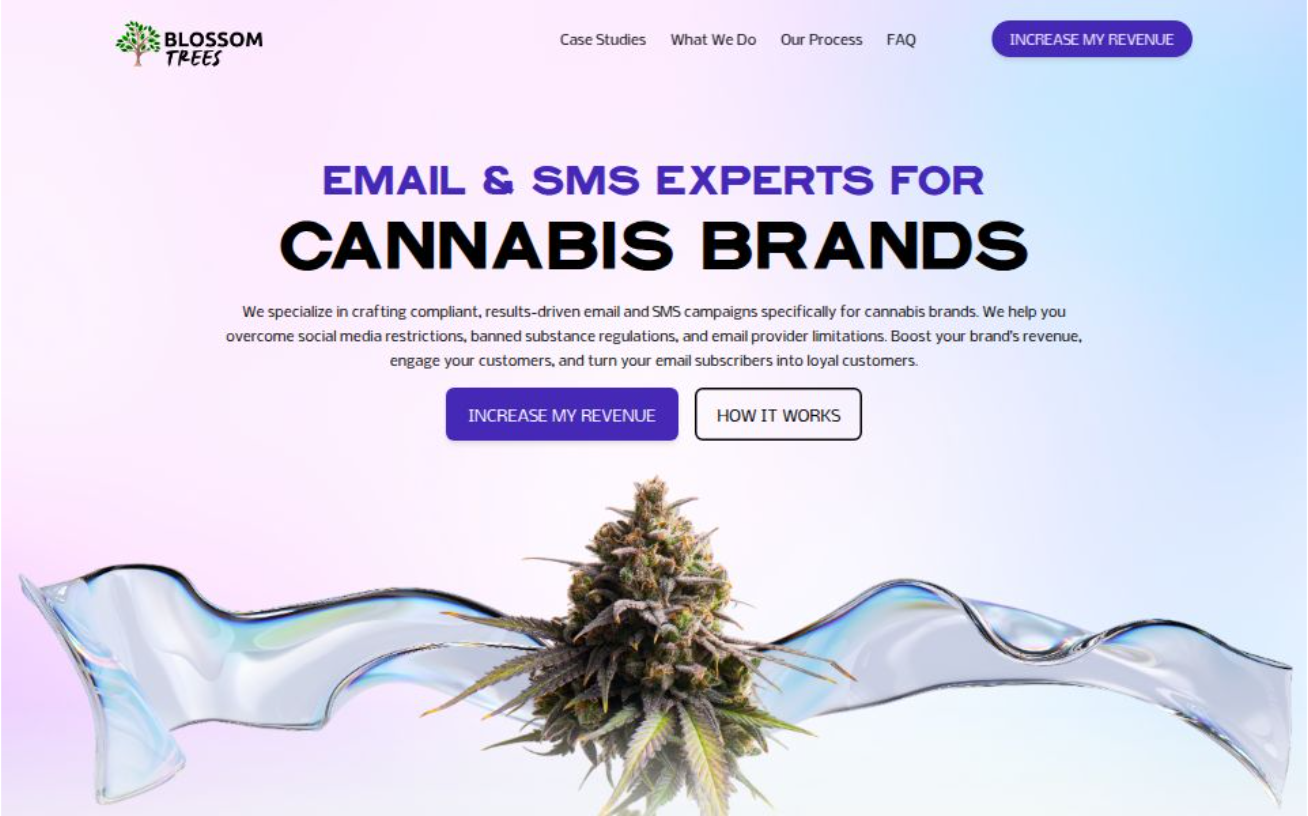 BLOSSOM
TREES
Case Studies
What We Do
Our Process
FAQ
INCREASE MY REVENUE
EMAIL & SMS EXPERTS FOR
CANNABIS BRANDS
We specialize in crafting compliant, results-driven email and SMS campaigns specifically for cannabis brands. We help you
overcome social media restrictions, banned substance regulations, and email provider limitations. Boost your brand's revenue,
engage your customers, and turn your email subscribers into loyal customers.
INCREASE MY REVENUE
HOW IT WORKS